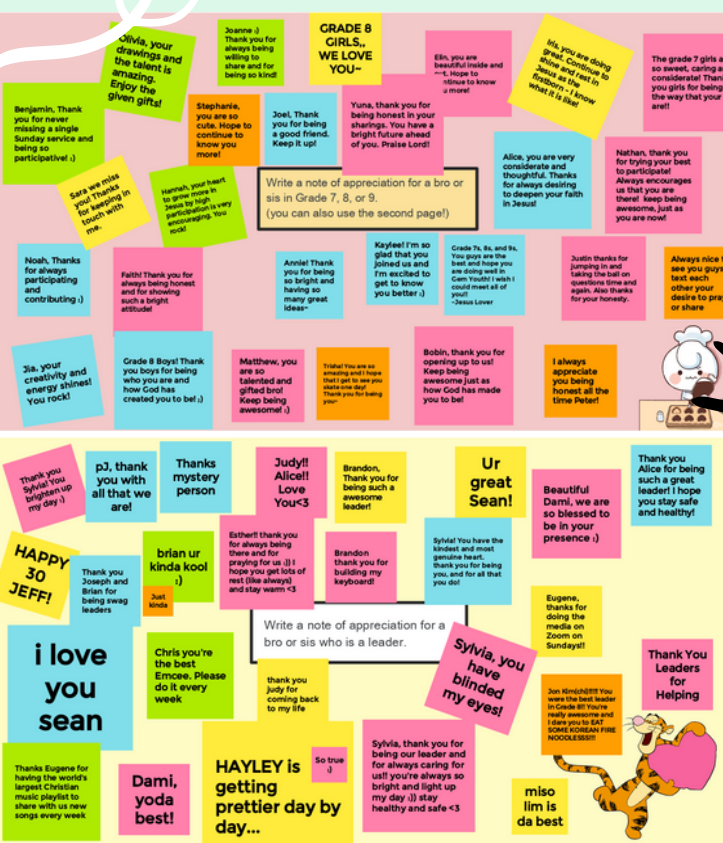 Olivia, your
drawings and
the talent is
amazing.
Enjoy the
given gifts!
Joanne :)
Thank you for
always being
willing to
share and for
being so kind!
GRADE 8
GIRLS,,
WE LOVE
YOU~
Elin, you are
beautiful inside and
Hope to
continue to know
u more!
Iris, you are doing
great. Continue to
shine and rest in
Jesus as the
firstborn - I know
what it is like!
The grade 7 girls a
so sweet, caring a
considerate! Than
you girls for being
the way that your
are!!
Benjamin, Thank
you for never
missing a single
Sunday service and
being so
participative! :)
Stephanie,
you are so
cute. Hope to
continue to
know you
more!
Joel, Thank
you for being
a good friend.
Keep it up!
Yuna, thank you for
being honest in your
sharings. You have a
bright future ahead
of you. Praise Lord!!
Alice, you are very
considerate and
thoughtful. Thanks
for always desiring
to deepen your faith
in Jesus!
Nathan, thank you
for trying your best
to participate!
Always encourages
us that you are
there! keep being
awesome, just as
you are now!
Sara we miss
you! Thanks
for keeping in
touch with
me.
Hannah, your heart
to grow more in
Jesus by high
participation is very
encouraging. You
rock!
Write a note of appreciation for a bro or
sis in Grade 7, 8, or 9.
(you can also use the second page!)
Noah, Thanks
for always
participating
and
contributing :)
Faith! Thank you for
always being honest
and for showing
such a bright
attitude!
Annie! Thank
you for being
so bright and
having so
many great
ideas~
Kaylee! I'm so
glad that you
joined us and
I'm excited to
get to know
you better :)
Grade 7s, 8s, and 9s,
You guys are the
best and hope you
are doing well in
Gem Youth! I wish I
could meet all of
you!!
-Jesus Lover
Justin thanks for
jumping in and
taking the ball on
questions time and
again. Also thanks
for your honesty.
Always nice t
see you guys
text each
other your
desire to pra
or share
Jia, your
creativity and
energy shines!
You rock!
Grade 8 Boys! Thank
you boys for being
who you are and
how God has
created you to be! :)
Matthew, you
are so
talented and
gifted bro!
Keep being
awesome! :)
Trisha! You are so
amazing and I hope
that I get to see you
skate one day!
Thank you for being
you~
Bobin, thank you for
opening up to us!
Keep being
awesome just as
how God has made
you to be!
I always
appreciate
you being
honest all the
time Peter!
Thank you
Sylvia! You
brighten up
my day :)
pJ, thank
you with
all that we
are!
Thanks
mystery
person
Judy!!
Alice!!
Love
You<3
Brandon,
Thank you for
being such a
awesome
leader!
Ur
great
Sean!
Beautiful
Dami, we are
so blessed to
be in your
presence :)
Thank you
Alice for being
such a great
leader! I hope
you stay safe
and healthy!
HAPPY
30
JEFF!
Thank you
Joseph and
Brian for
being swag
leaders
brian ur
kinda kool
:)
Just
kinda
Esther!! thank you
for always being
there and for
praying for us :)) I
hope you get lots of
rest (like always)
and stay warm <3
Brandon
thank you for
building my
keyboard!
Sylvia! You have the
kindest and most
genuine heart.
thank you for being
you, and for all that
you do!
Eugene,
thanks for
doing the
media on
Zoom on
Sundays!!
i love
you
sean
Chris you're
the best
Emcee. Please
do it every
week
Write a note of appreciation for a
bro or sis who is a leader.
Sylvia, you
have
blinded
my eyes!
Thank You
Leaders
for
Helping
thank you
judy for
coming back
to my life
Jon Kim(chi)!!!!! You
were the best leader
in Grade 8!! You're
really awesome and
I dare you to EAT
SOME KOREAN FIRE
NOODLESSS!!!
Thanks Eugene for
having the world's
largest Christian
music playlist to
share with us new
songs every week
Dami,
yoda
best!
HAYLEY is
getting
prettier day by
day...
So true
:)
Sylvia, thank you for
being our leader and
for always caring for
us!! you're always so
bright and light up
my day :)) stay
healthy and safe <3
miso
lim is
da best